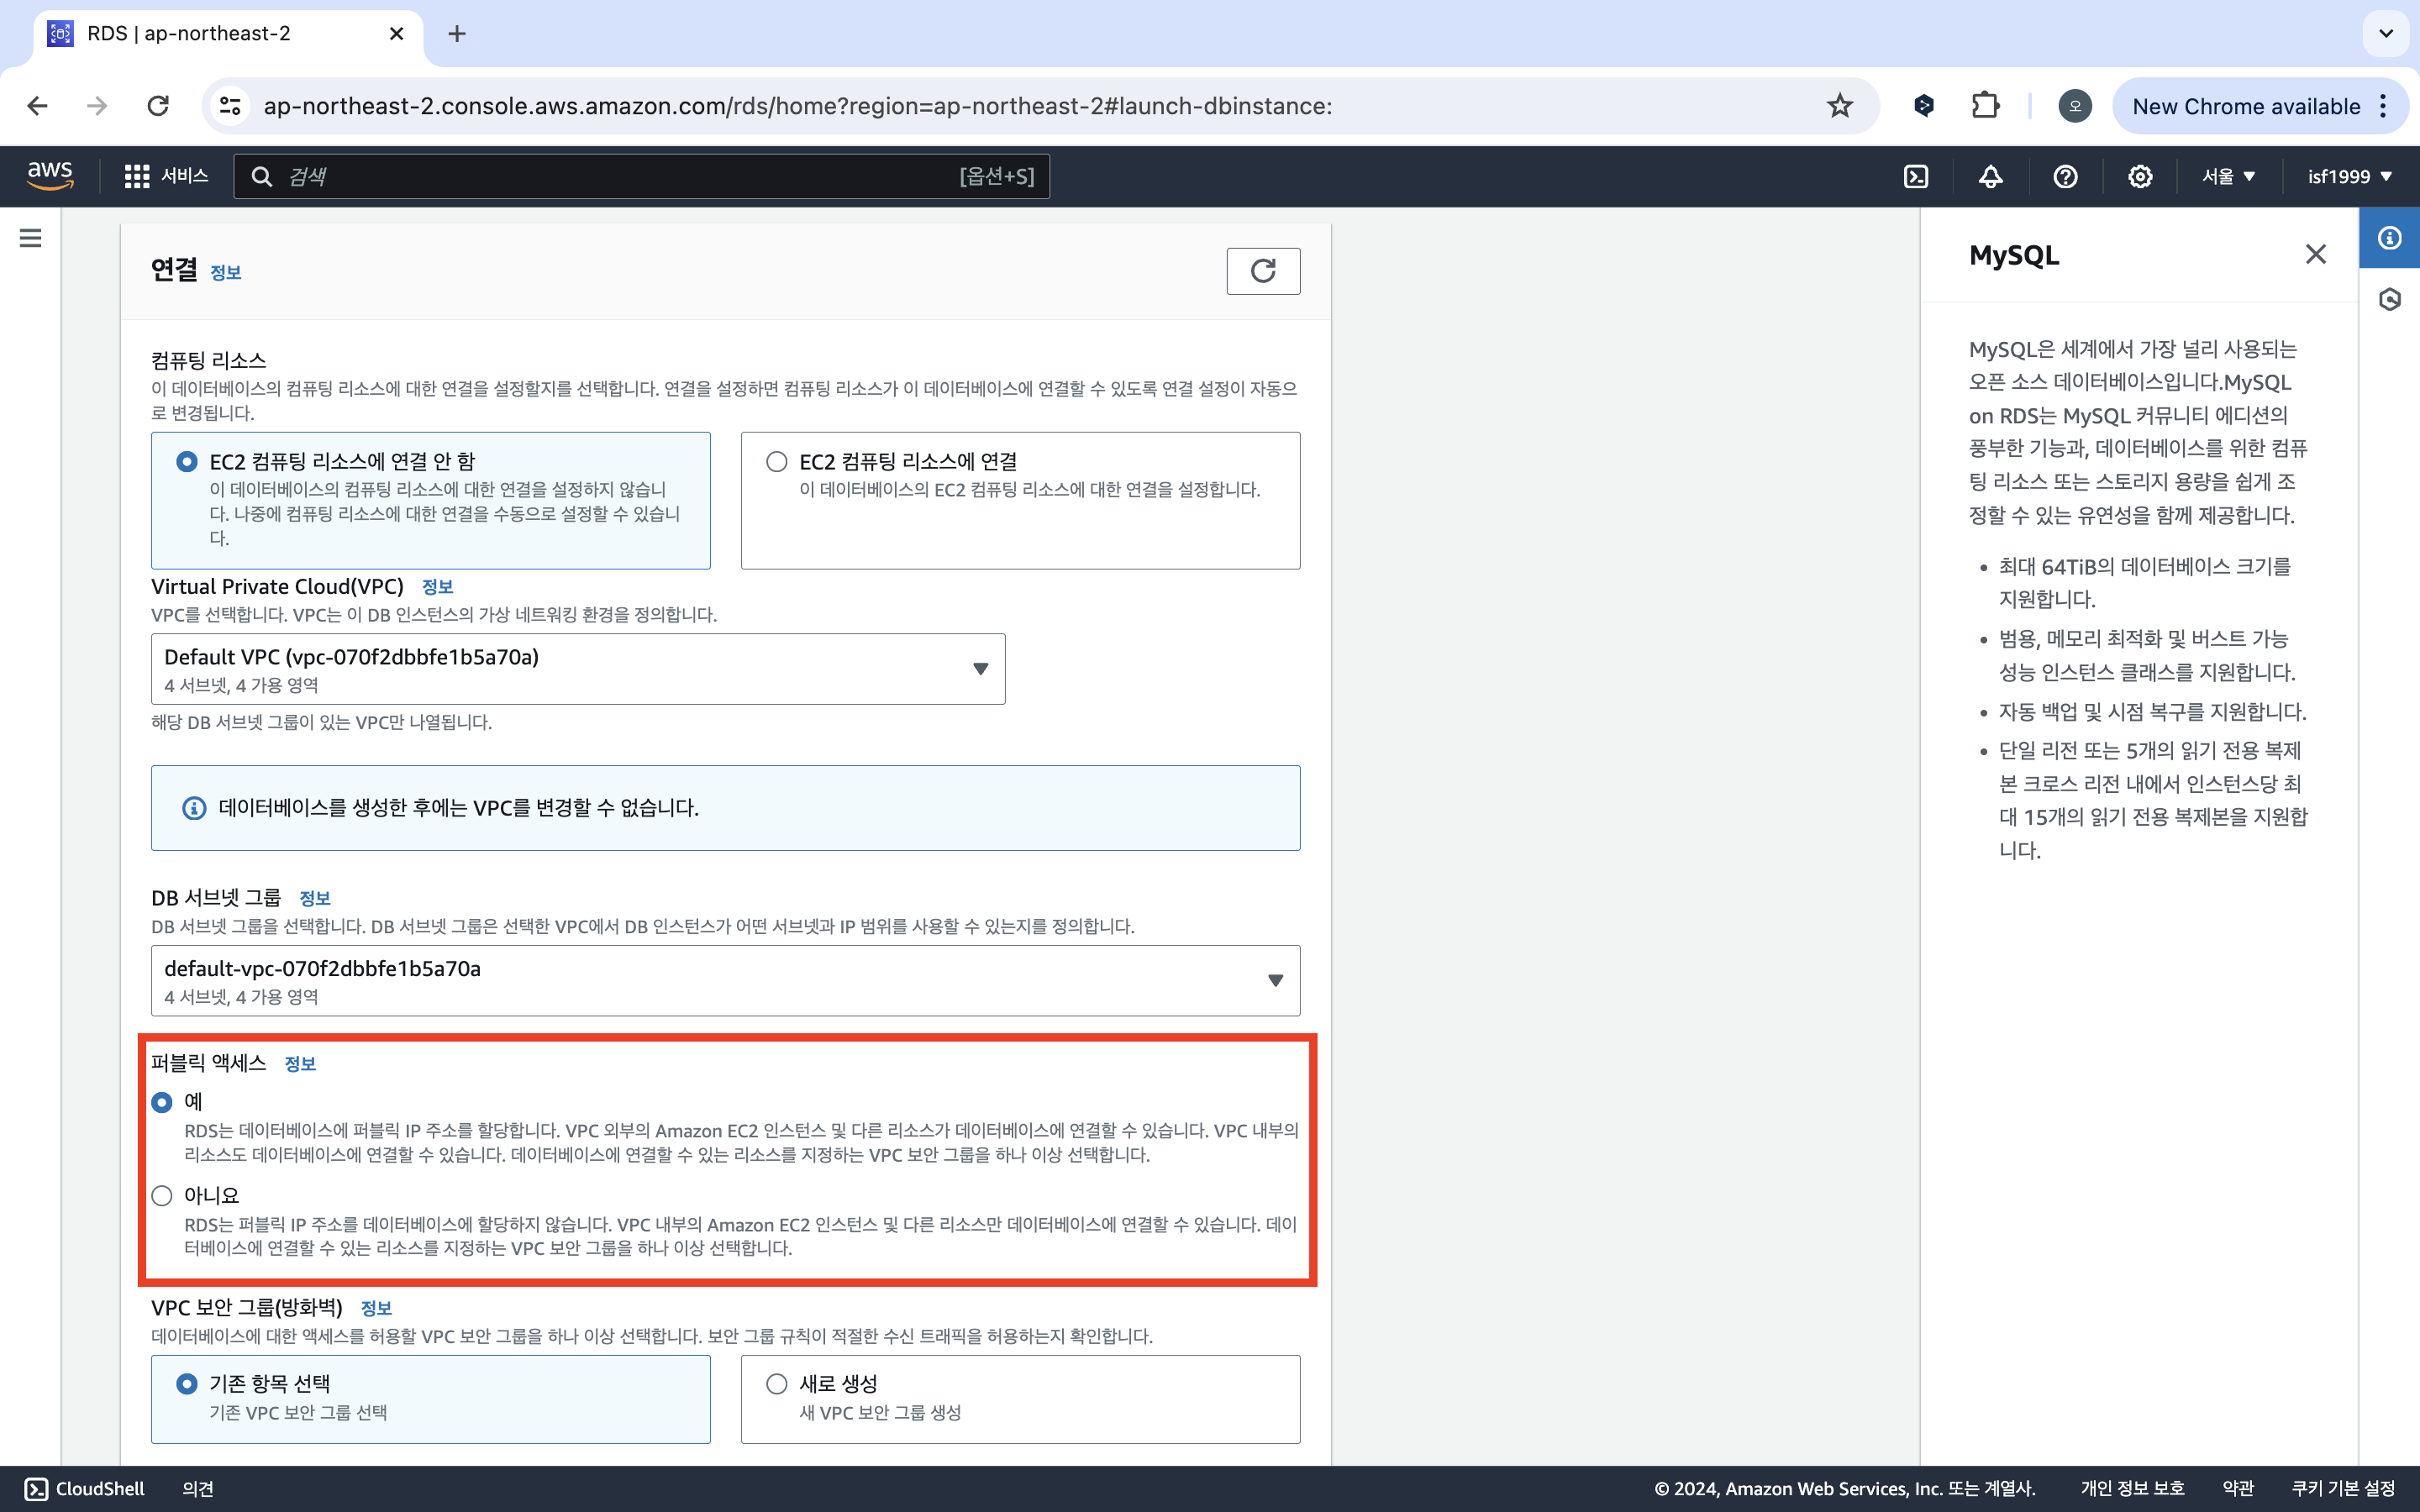 RDS | ap-northeast-2
ap-northeast-2.console.aws.amazon.com/rds/home?region=ap-northeast-2#launch-dbinstance:
오
New Chrome available
aws
서비스
검색
[옵션+S]
서울
isf1999
연결 정보
컴퓨팅 리소스
이 데이터베이스의 컴퓨팅 리소스에 대한 연결을 설정할지를 선택합니다. 연결을 설정하면 컴퓨팅 리소스가 이 데이터베이스에 연결할 수 있도록 연결 설정이 자동으
로 변경됩니다.
EC2 컴퓨팅 리소스에 연결 안 함
이 데이터베이스의 컴퓨팅 리소스에 대한 연결을 설정하지 않습니
다. 나중에 컴퓨팅 리소스에 대한 연결을 수동으로 설정할 수 있습니
다.
EC2 컴퓨팅 리소스에 연결
이 데이터베이스의 EC2 컴퓨팅 리소스에 대한 연결을 설정합니다.
Virtual Private Cloud(VPC) 정보
VPC를 선택합니다. VPC는 이 DB 인스턴스의 가상 네트워킹 환경을 정의합니다.
Default VPC (vpc-070f2dbbfe1b5a70a)
4 서브넷, 4 가용 영역
해당 DB 서브넷 그룹이 있는 VPC만 나열됩니다.
데이터베이스를 생성한 후에는 VPC를 변경할 수 없습니다.
DB 서브넷 그룹 정보
DB 서브넷 그룹을 선택합니다. DB 서브넷 그룹은 선택한 VPC에서 DB 인스턴스가 어떤 서브넷과 IP 범위를 사용할 수 있는지를 정의합니다.
default-vpc-070f2dbbfe1b5a70a
4 서브넷, 4 가용 영역
퍼블릭 액세스 정보
예
RDS는 데이터베이스에 퍼블릭 IP 주소를 할당합니다. VPC 외부의 Amazon EC2 인스턴스 및 다른 리소스가 데이터베이스에 연결할 수 있습니다. VPC 내부의
리소스도 데이터베이스에 연결할 수 있습니다. 데이터베이스에 연결할 수 있는 리소스를 지정하는 VPC 보안 그룹을 하나 이상 선택합니다.
아니요
RDS는 퍼블릭 IP 주소를 데이터베이스에 할당하지 않습니다. VPC 내부의 Amazon EC2 인스턴스 및 다른 리소스만 데이터베이스에 연결할 수 있습니다. 데이
터베이스에 연결할 수 있는 리소스를 지정하는 VPC 보안 그룹을 하나 이상 선택합니다.
VPC 보안 그룹(방화벽) 정보
데이터베이스에 대한 액세스를 허용할 VPC 보안 그룹을 하나 이상 선택합니다. 보안 그룹 규칙이 적절한 수신 트래픽을 허용하는지 확인합니다.
기존 항목 선택
기존 VPC 보안 그룹 선택
새로 생성
새 VPC 보안 그룹 생성
MySQL
MySQL은 세계에서 가장 널리 사용되는
오픈 소스 데이터베이스입니다.MySQL
on RDS는 MySQL 커뮤니티 에디션의
풍부한 기능과, 데이터베이스를 위한 컴퓨
팅 리소스 또는 스토리지 용량을 쉽게 조
정할 수 있는 유연성을 함께 제공합니다.
• 최대 64TiB의 데이터베이스 크기를
지원합니다.
• 범용, 메모리 최적화 및 버스트 가능
성능 인스턴스 클래스를 지원합니다.
• 자동 백업 및 시점 복구를 지원합니다.
• 단일 리전 또는 5개의 읽기 전용 복제
본 크로스 리전 내에서 인스턴스당 최
대 15개의 읽기 전용 복제본을 지원합
니다.
CloudShell
의견
© 2024, Amazon Web Services, Inc. 또는 계열사.
개인 정보 보호
약관
쿠키 기본 설정